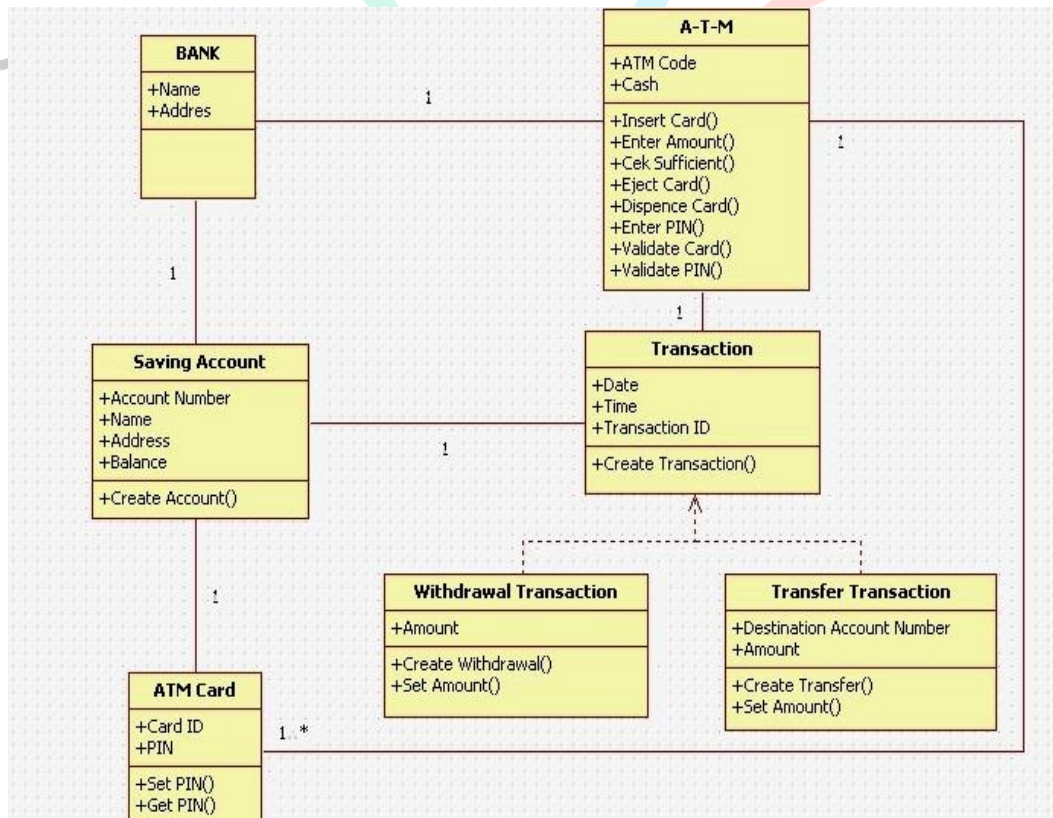 BANK
+Name
+Addres
1
A-T-M
+ATM Code
+Cash
+Insert Card()
+Enter Amount()
+Cek Sufficient()
+Eject Card()
+Dispence Card()
+Enter PIN()
+Validate Card()
+Validate PIN()
1
1
1
Saving Account
+Account Number
+Name
+Address
+Balance
+Create Account()
1
Transaction
+Date
+Time
+Transaction ID
+Create Transaction()
1
Withdrawal Transaction
+Amount
+Create Withdrawal()
+Set Amount()
Transfer Transaction
+Destination Account Number
+Amount
+Create Transfer()
+Set Amount()
ATM Card
+Card ID
+PIN
+Set PIN()
+Get PIN()
1..*